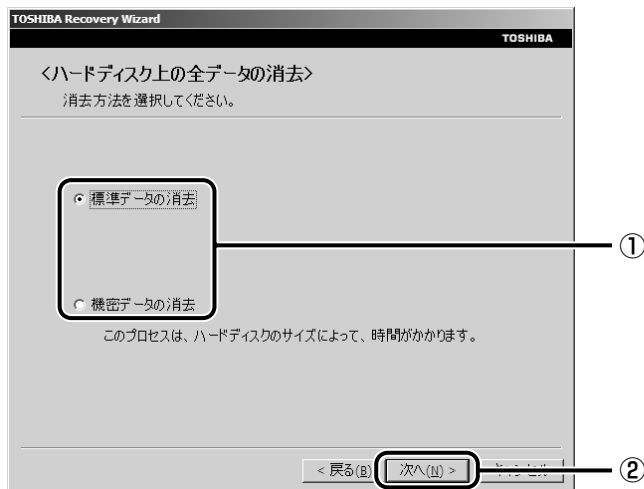 TOSHIBA Recovery Wizard
TOSHIBA
<ハードディスク上の全データの消去>
消去方法を選択してください。
標準データの消去
①
機密データの消去
このプロセスは、ハードディスクのサイズによって、時間がかかります。
< 戻る(B) 次へ(N) >
②